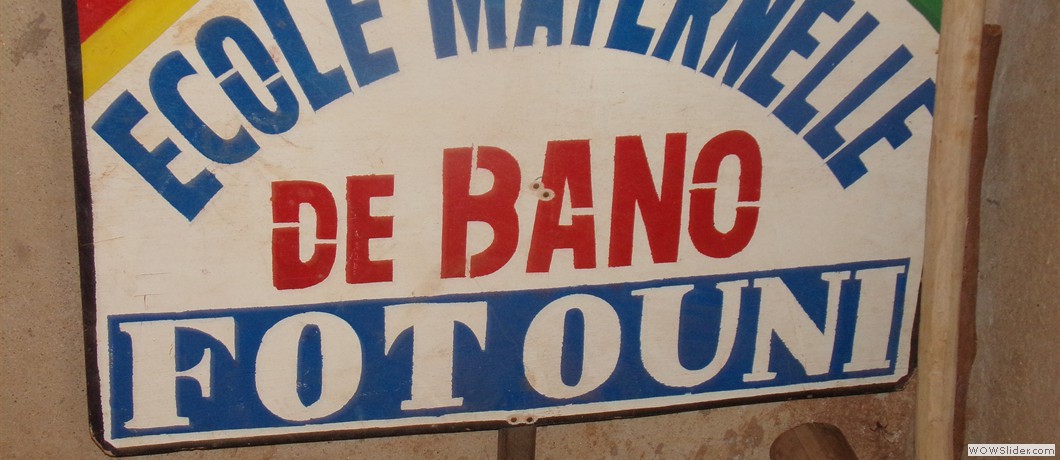 ECOLE MATERNELLE
DE BANO
FOTOUNI
WOWSlider.com